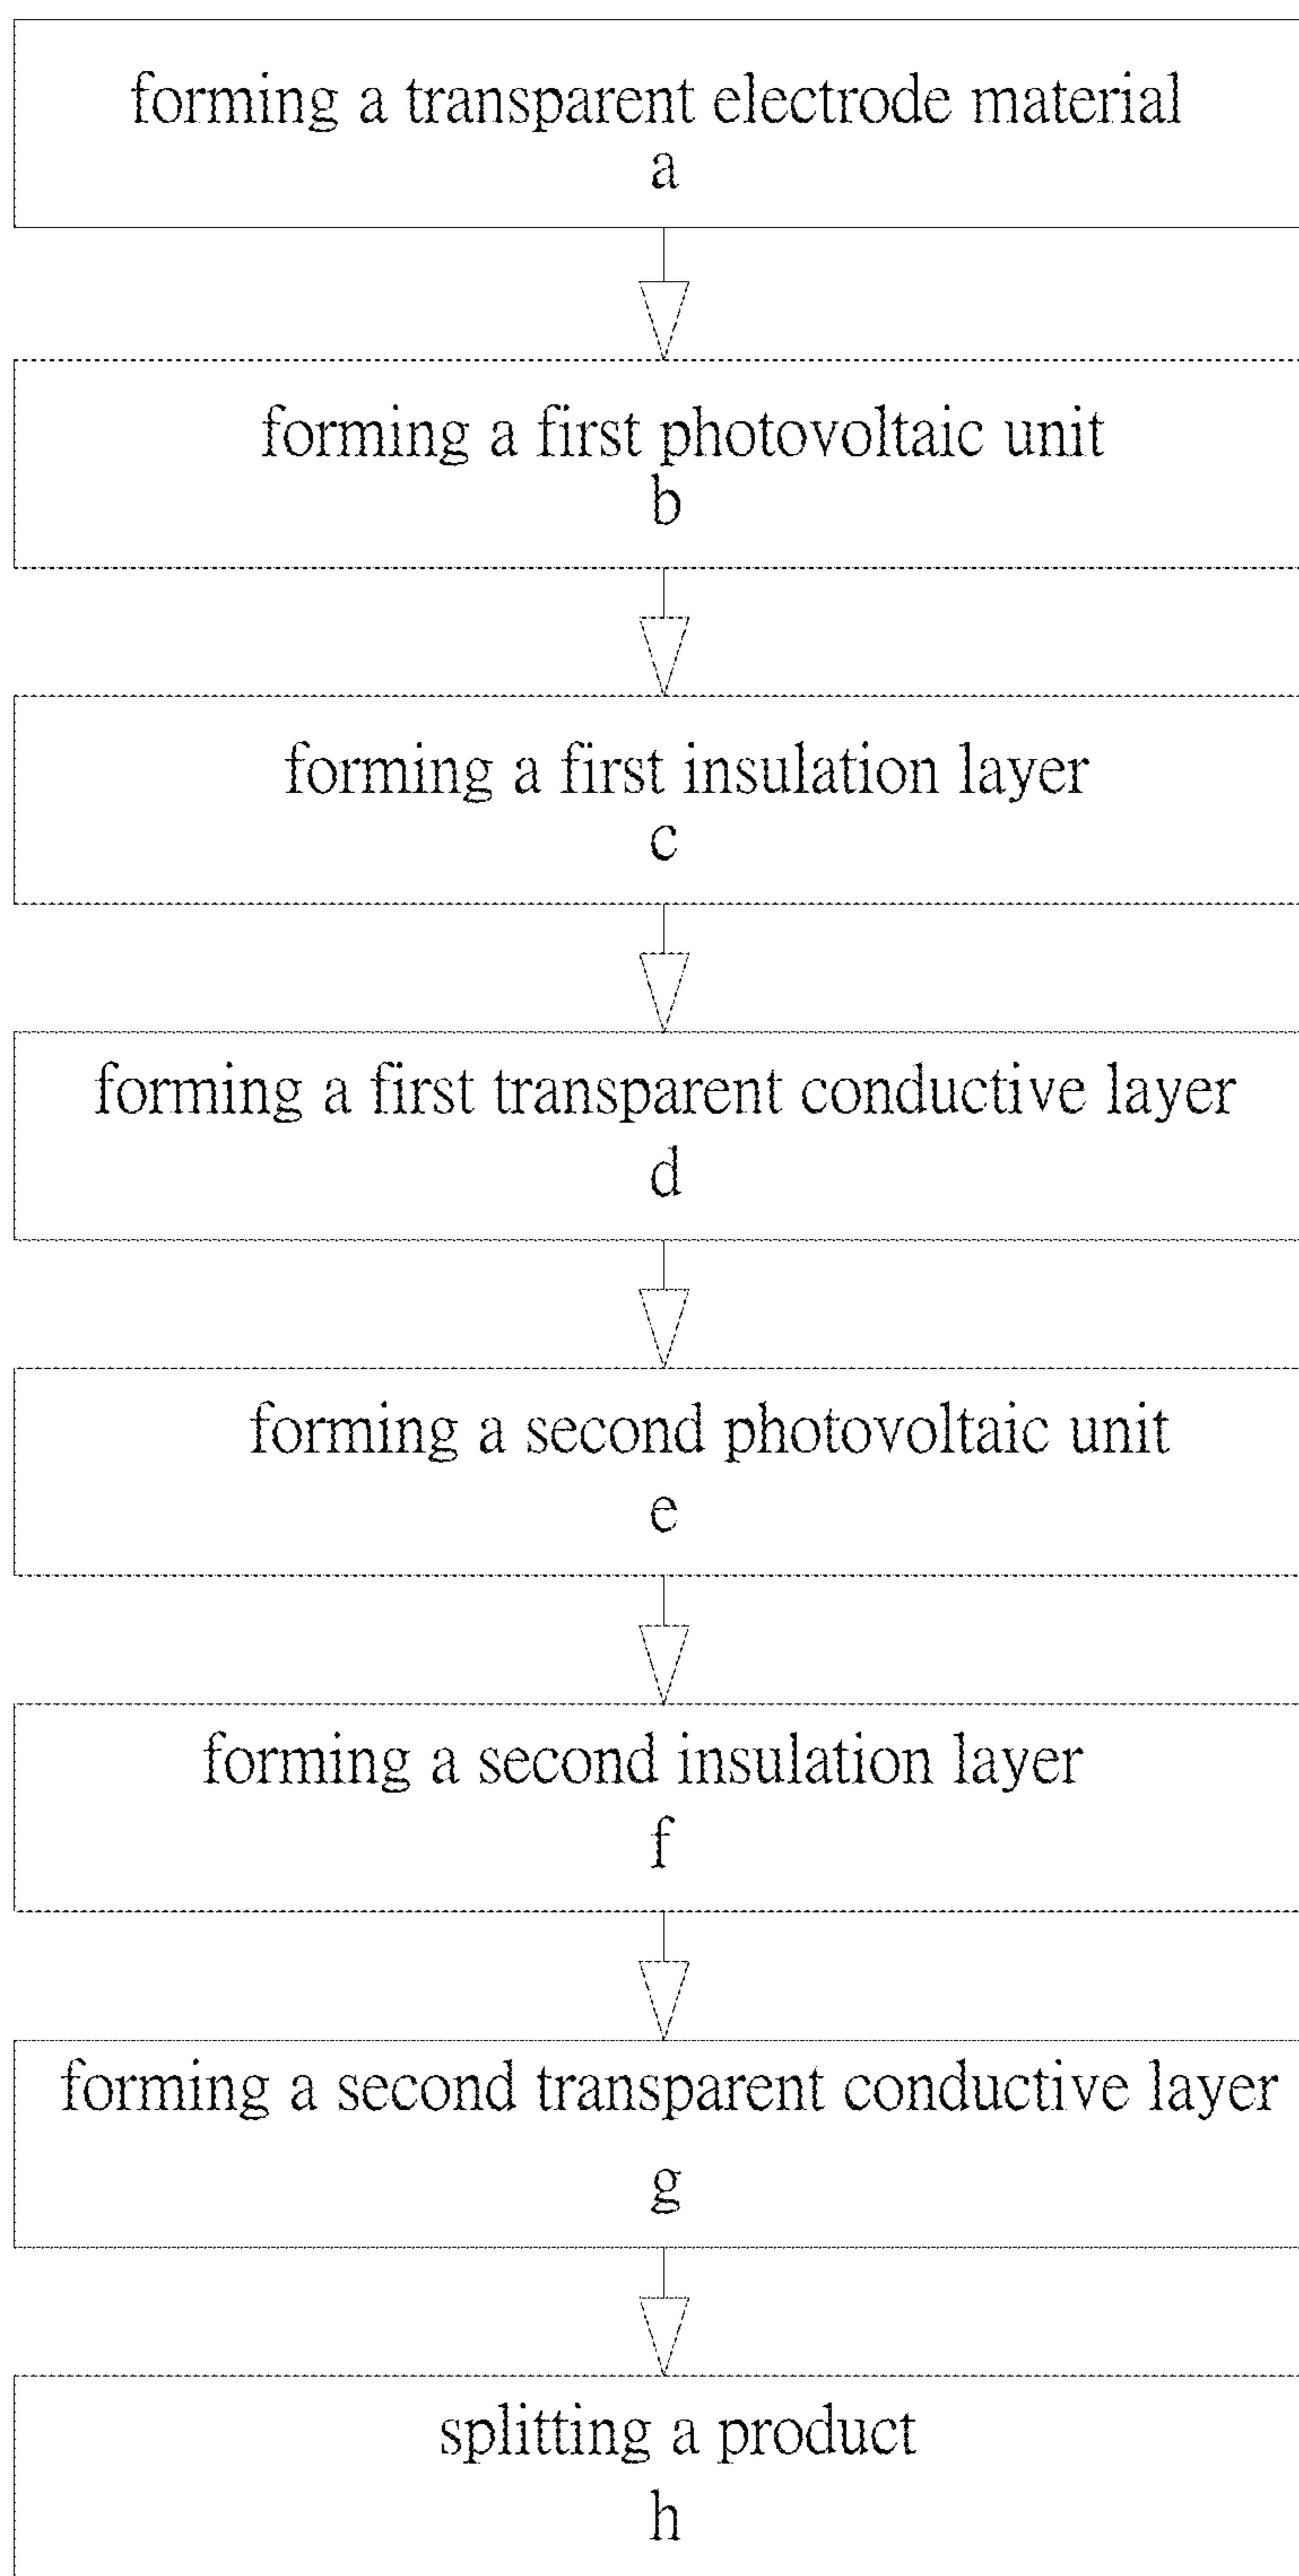 forming a transparent electrode material
a
forming a first photovoltaic unit
b
forming a first insulation layer
c
forming a first transparent conductive layer
d
forming a second photovoltaic unit
e
forming a second insulation layer
f
forming a second transparent conductive layer
g
splitting a product
h